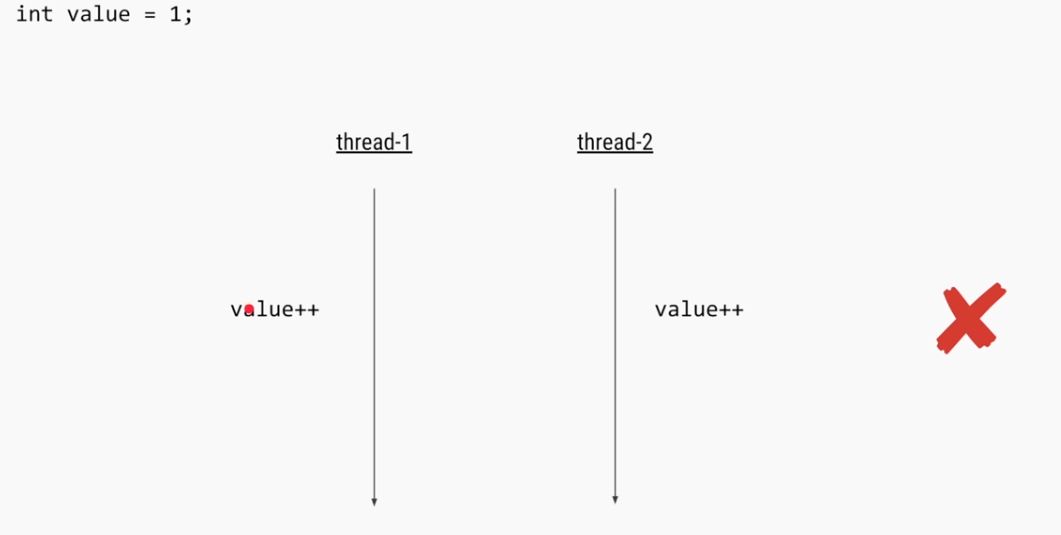 int value = 1;
thread-1 thread-2
value++ value++